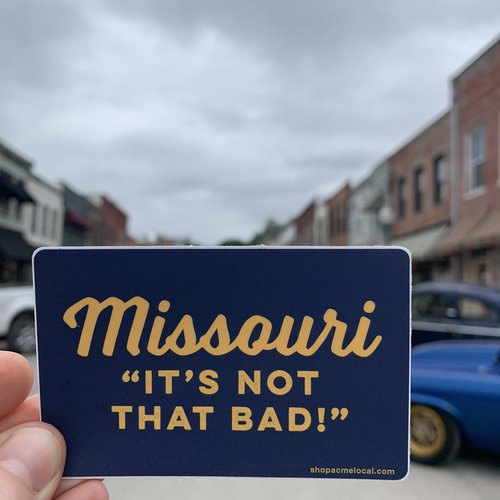 Missouri
“IT’S NOT
THAT BAD!”
shopacmelocal.com